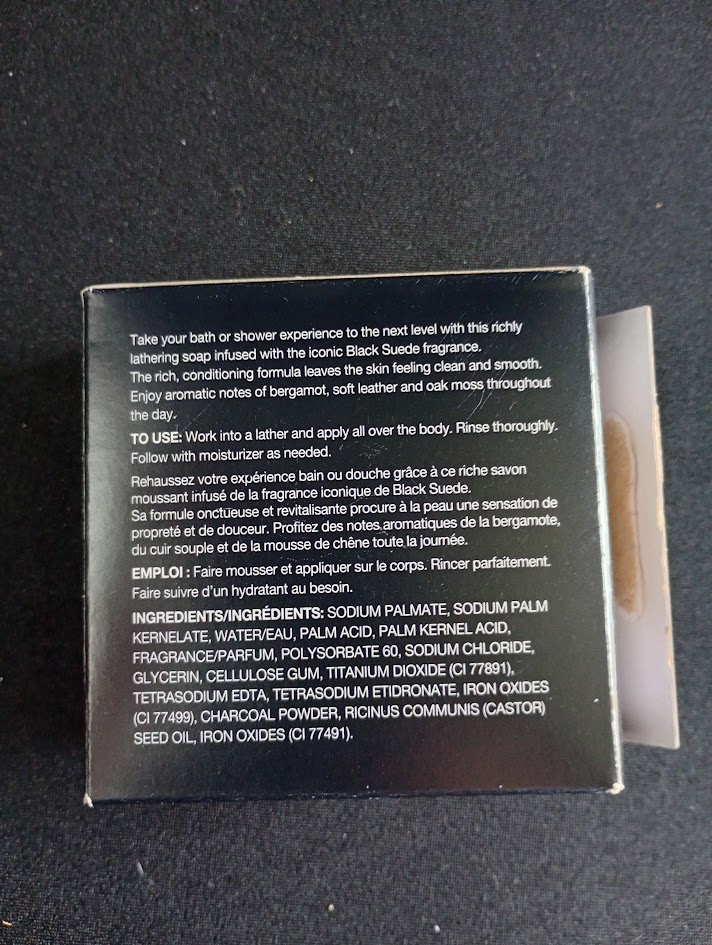 Take your bath or shower experience to the next level with this richly
lathering soap infused with the iconic Black Suede fragrance.
The rich, conditioning formula leaves the skin feeling clean and smooth.
Enjoy aromatic notes of bergamot, soft leather and oak moss throughout
the day.
TO USE: Work into a lather and apply all over the body. Rinse thoroughly.
Follow with moisturizer as needed.
Rehaussez votre expérience bain ou douche grâce à ce riche savon
moussant infusé de la fragrance iconique de Black Suede.
Sa formule onctueuse et revitalisante procure à la peau une sensation de
propreté et de douceur. Profitez des notes aromatiques de la bergamote,
du cuir souple et de la mousse de chêne toute la journée.
EMPLOI : Faire mousser et appliquer sur le corps. Rincer parfaitement.
Faire suivre d'un hydratant au besoin.
INGREDIENTS/INGRÉDIENTS: SODIUM PALMATE, SODIUM PALM
KERNELATE, WATER/EAU, PALM ACID, PALM KERNEL ACID,
FRAGRANCE/PARFUM, POLYSORBATE 60, SODIUM CHLORIDE,
GLYCERIN, CELLULOSE GUM, TITANIUM DIOXIDE (CI 77891),
TETRASODIUM EDTA, TETRASODIUM ETIDRONATE, IRON OXIDES
(CI 77499), CHARCOAL POWDER, RICINUS COMMUNIS (CASTOR)
SEED OIL, IRON OXIDES (CI 77491).